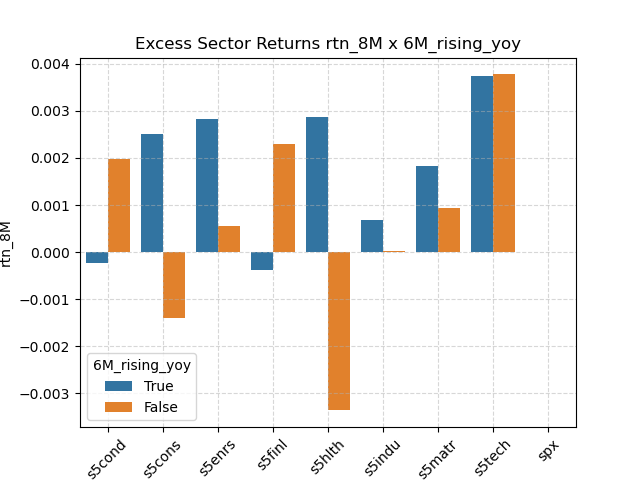 Excess Sector Returns rtn_8M x 6M_rising_yoy
0.004
0.003
0.002
0.001
0.000
−0.001
−0.002
−0.003
rtn_8M
6M_rising_yoy
True
False
s5cond
s5cons
s5enrs
s5finl
s5hlth
s5indu
s5matr
s5tech
spx